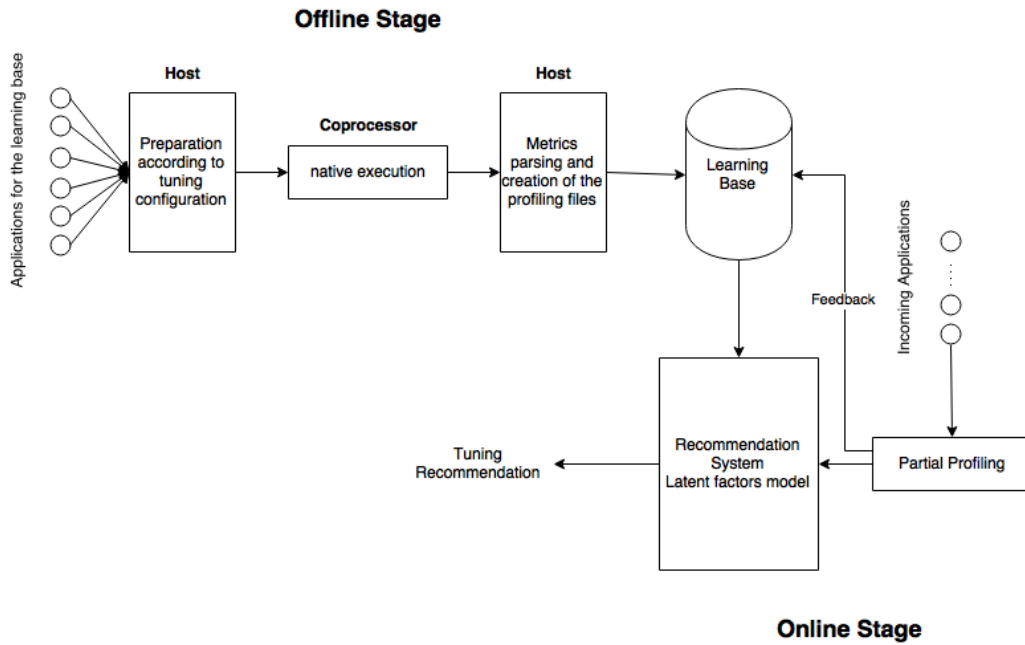 Offline Stage
Applications for the learning base
Host
Preparation
according to
tuning
configuration
Coprocessor
native execution
Host
Metrics
parsing and
creation of the
profiling files
Learning
Base
Feedback
Incoming Applications
Tuning
Recommendation
Recommendation
System
Latent factors model
Partial Profiling
Online Stage